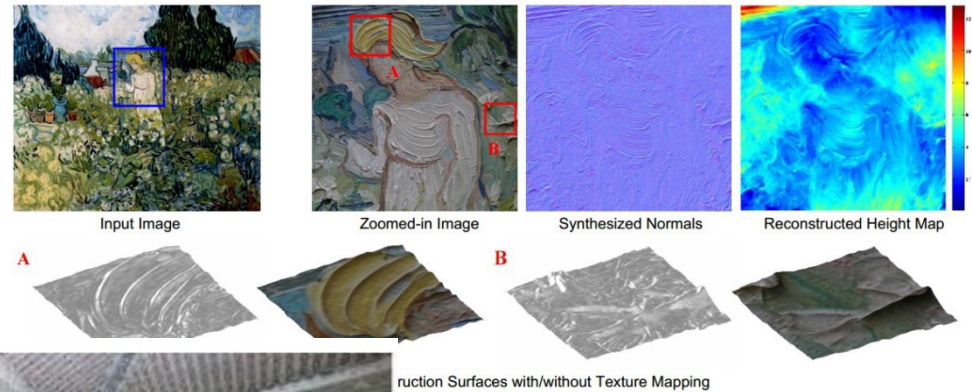 A
B
Input Image
Zoomed-in Image
Synthesized Normals
Reconstructed Height Map
A
B
ruction Surfaces with/without Texture Mapping